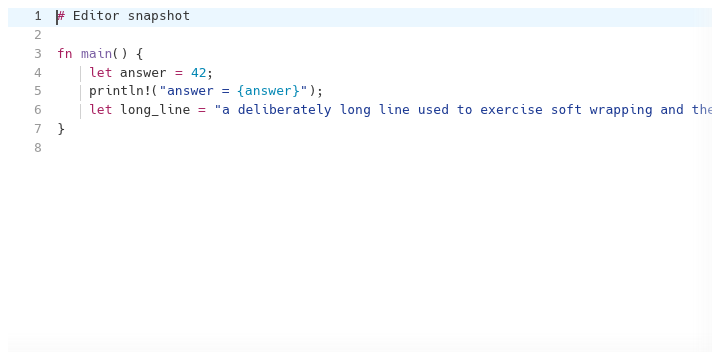 1 # Editor snapshot
2
3 fn main() {
4     let answer = 42;
5     println!("answer = {answer}");
6     let long_line = "a deliberately long line used to exercise soft wrapping and the
7 }
8